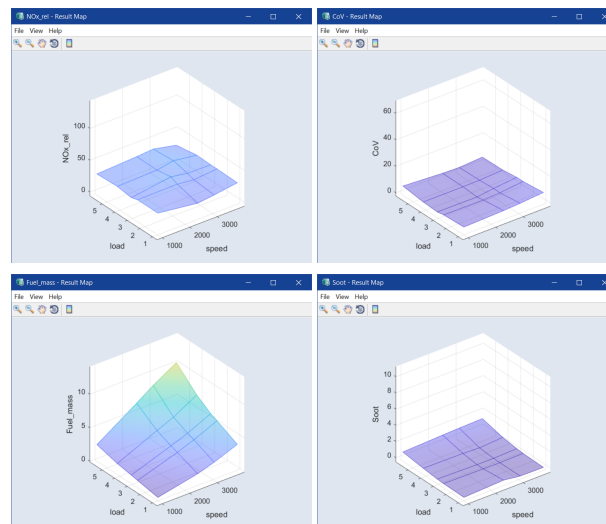 NOx_rel - Result Map
File View Help
100
50
0
NOx_rel
5
4
3
2
1
load
1000
2000
3000
speed
CoV - Result Map
File View Help
60
40
20
0
CoV
5
4
3
2
1
load
1000
2000
3000
speed
Fuel_mass - Result Map
File View Help
10
5
0
Fuel_mass
5
4
3
2
1
load
1000
2000
3000
speed
Soot - Result Map
File View Help
10
8
6
4
2
0
Soot
5
4
3
2
1
load
1000
2000
3000
speed